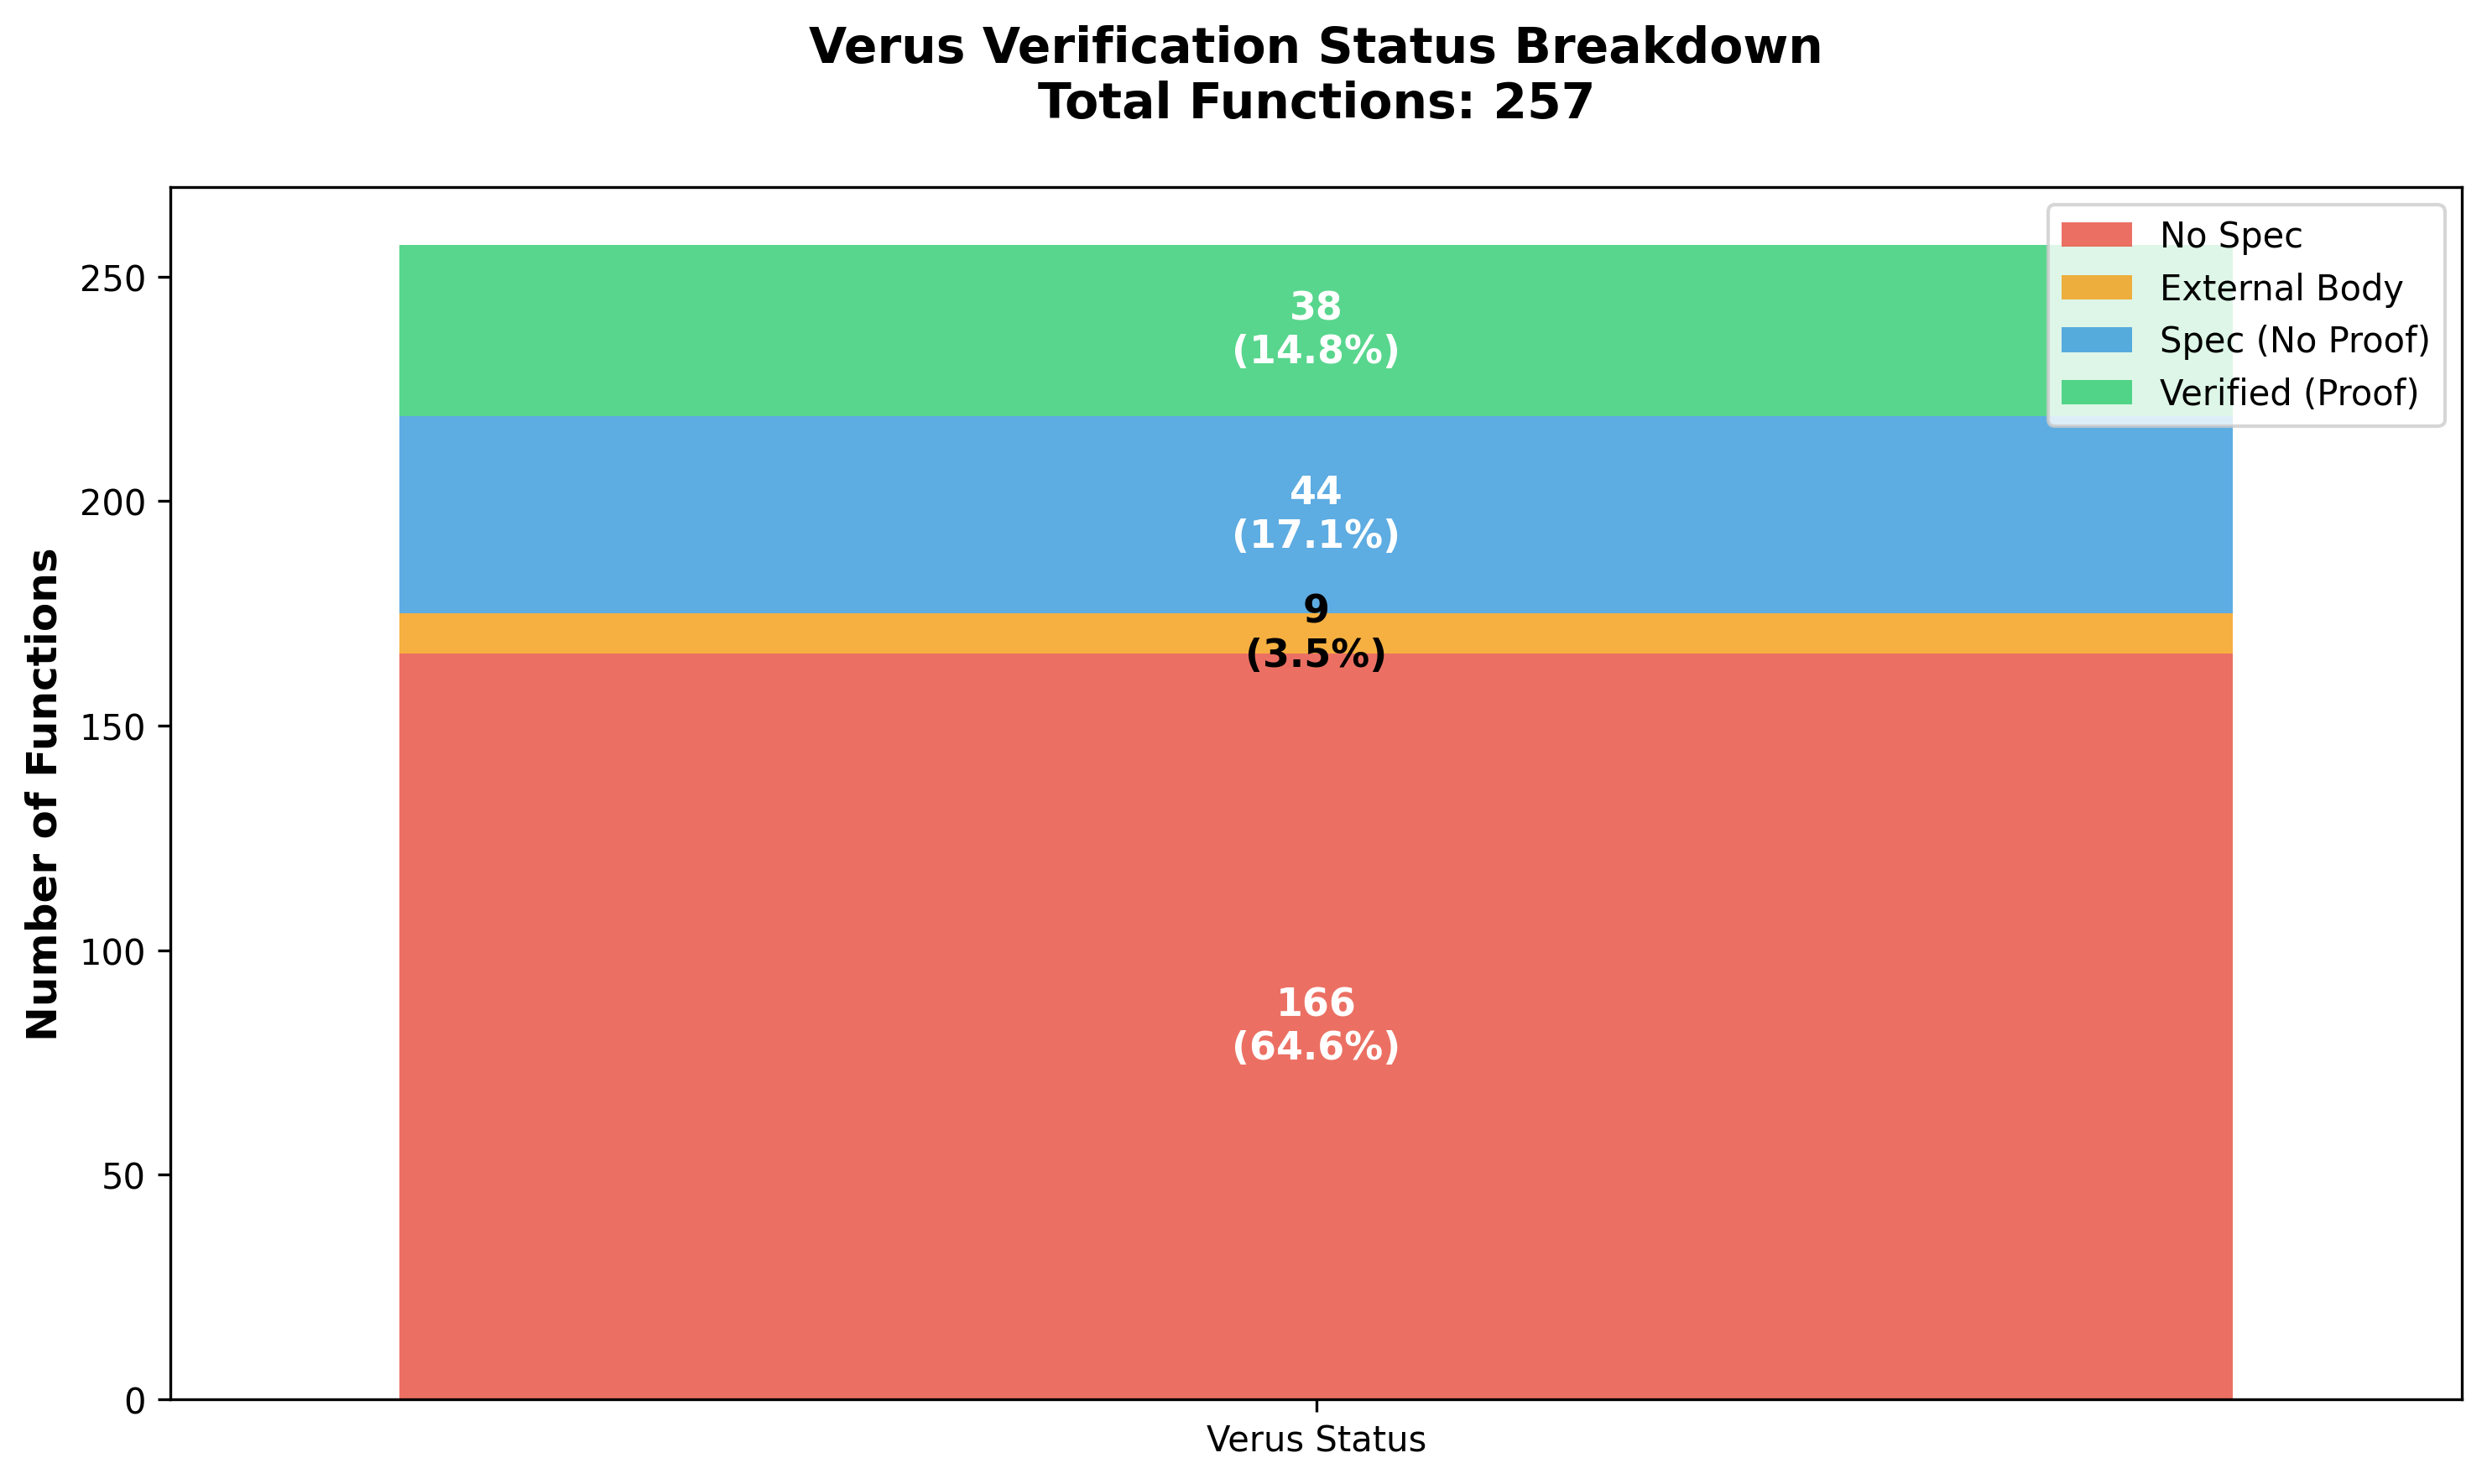 Verus Verification Status Breakdown
Total Functions: 257
Number of Functions
250
200
150
100
50
0
38
(14.8%)
44
(17.1%)
9
(3.5%)
166
(64.6%)
No Spec
External Body
Spec (No Proof)
Verified (Proof)
Verus Status